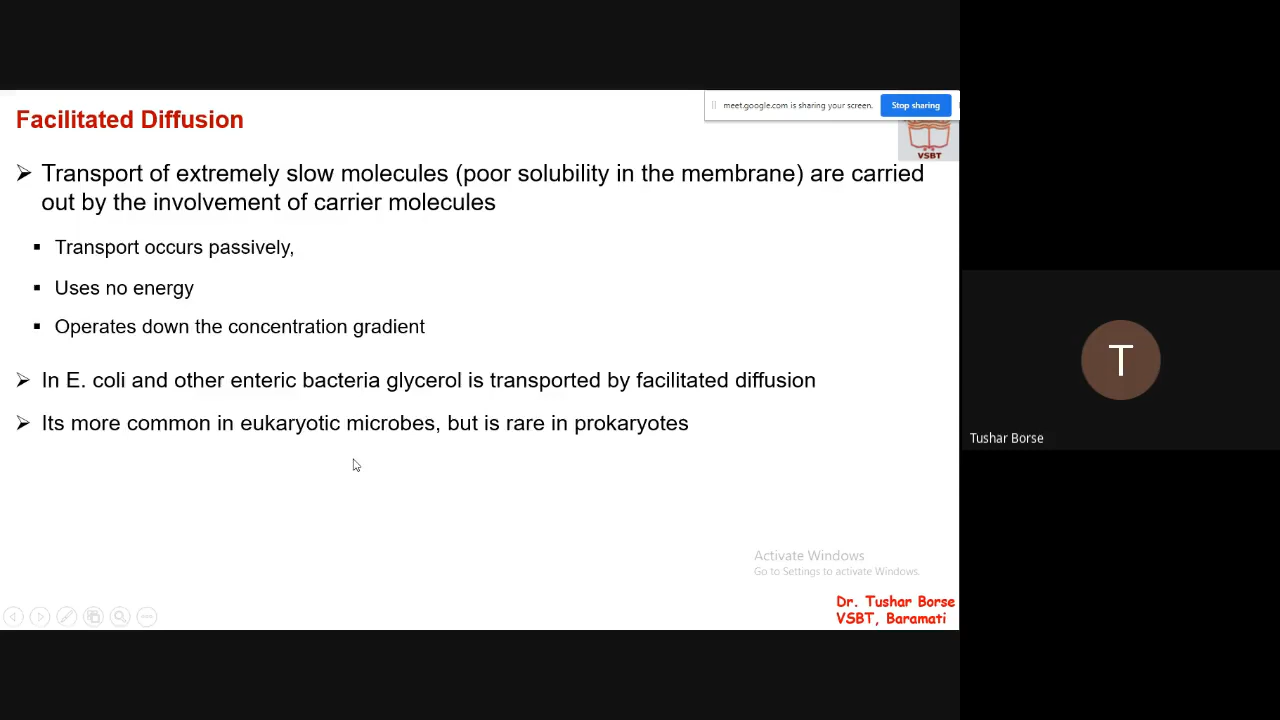 Facilitated Diffusion
meet.google.com is sharing your screen.
Stop sharing
VSBT
➢ Transport of extremely slow molecules (poor solubility in the membrane) are carried
out by the involvement of carrier molecules
▪ Transport occurs passively,
▪ Uses no energy
▪ Operates down the concentration gradient
➢ In E. coli and other enteric bacteria glycerol is transported by facilitated diffusion
➢ Its more common in eukaryotic microbes, but is rare in prokaryotes
Activate Windows
Go to Settings to activate Windows.
Dr. Tushar Borse
VSBT, Baramati
T
Tushar Borse